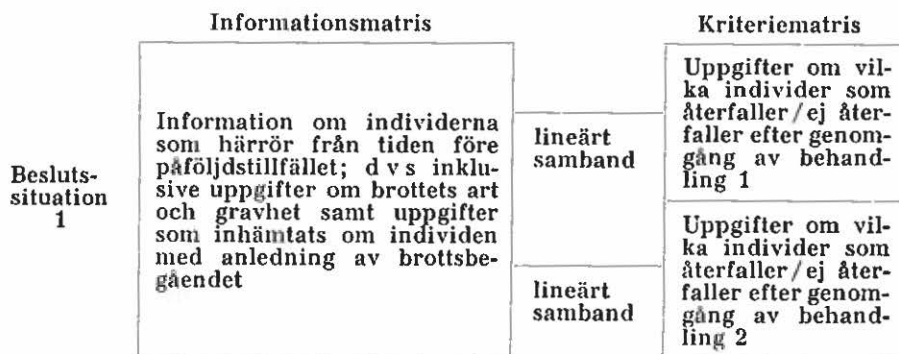 Informationsmatris
Kriteriematris
Besluts-
situation
1
Information om individerna
som härrör från tiden före
påföljdstillfället; d v s inklu-
sive uppgifter om brottets art
och gravhet samt uppgifter
som inhämtats om individen
med anledning av brottsbe-
gåendet
lineärt
samband
Uppgifter om vil-
ka individer som
återfaller/ej åter-
faller efter genom-
gång av behand-
ling 1
lineärt
samband
Uppgifter om vil-
ka individer som
återfaller/ej åter-
faller efter genom-
gång av behand-
ling 2